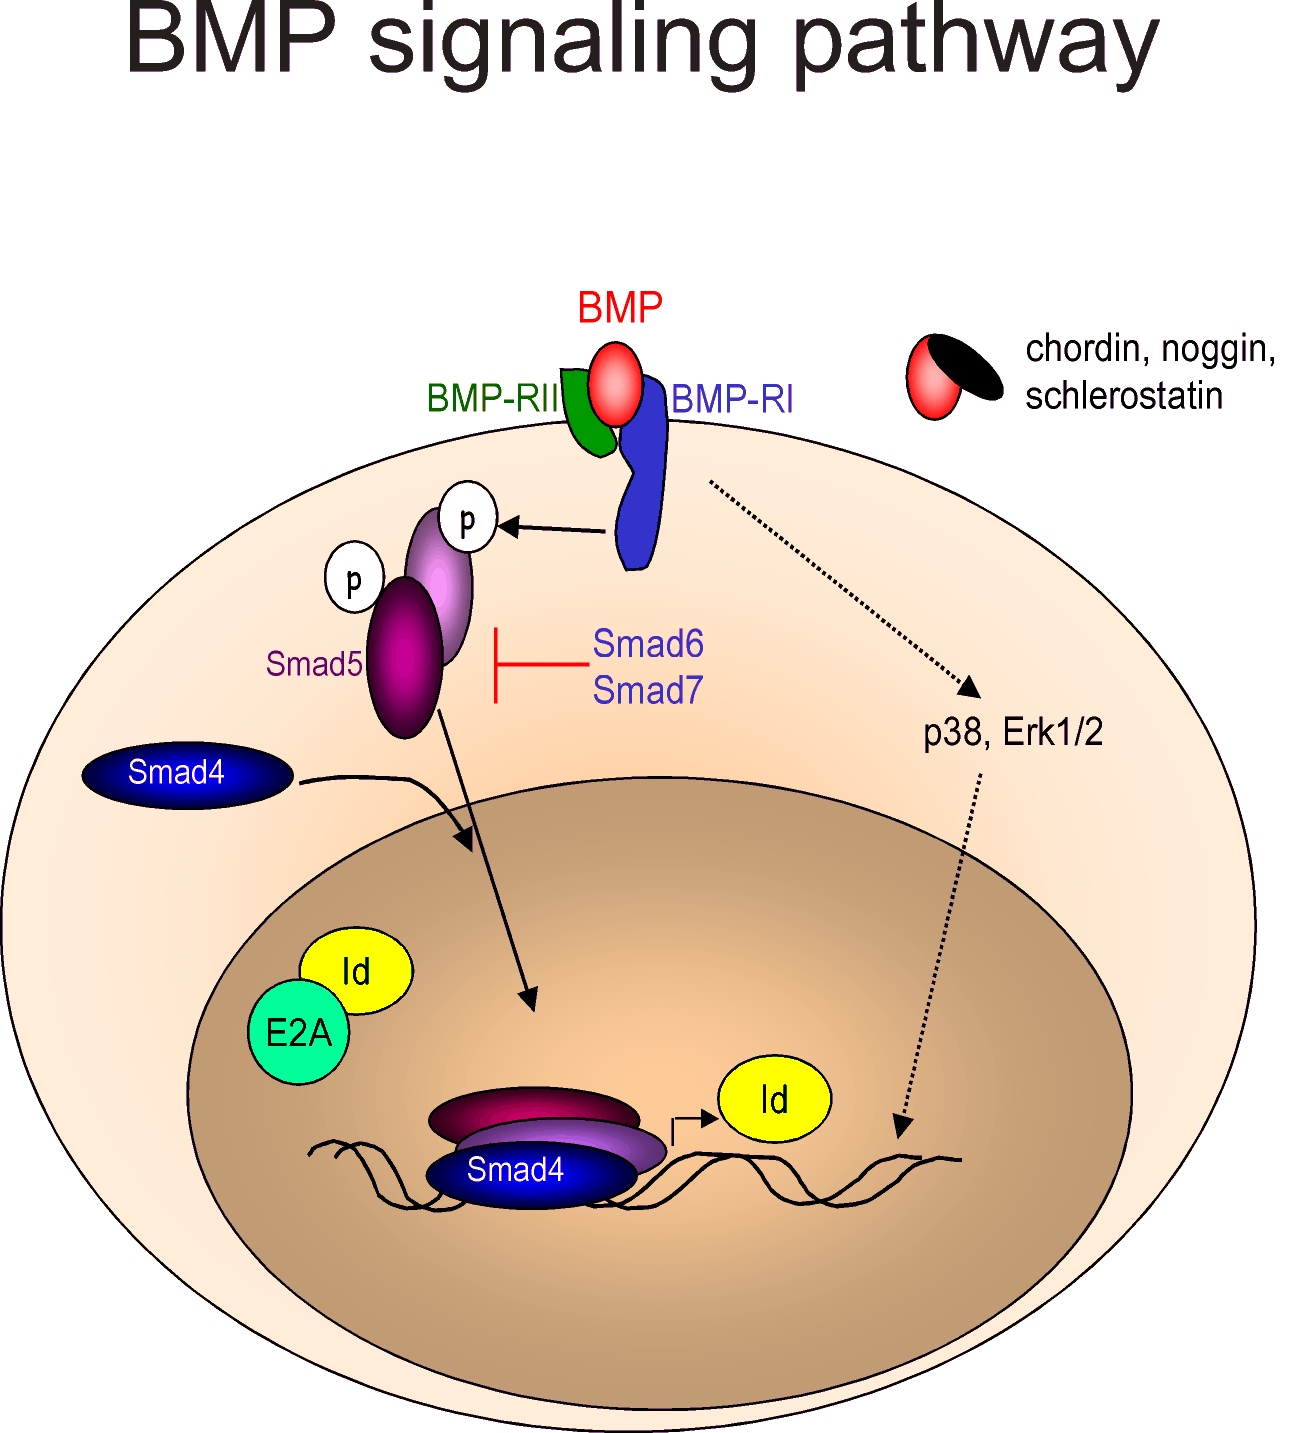 BMP signaling pathway
BMP
BMP-RII
BMP-RI
chordin, noggin,
schlerostatin
p
p
Smad5
Smad6
Smad7
p38, Erk1/2
Smad4
Id
E2A
Id
Smad4